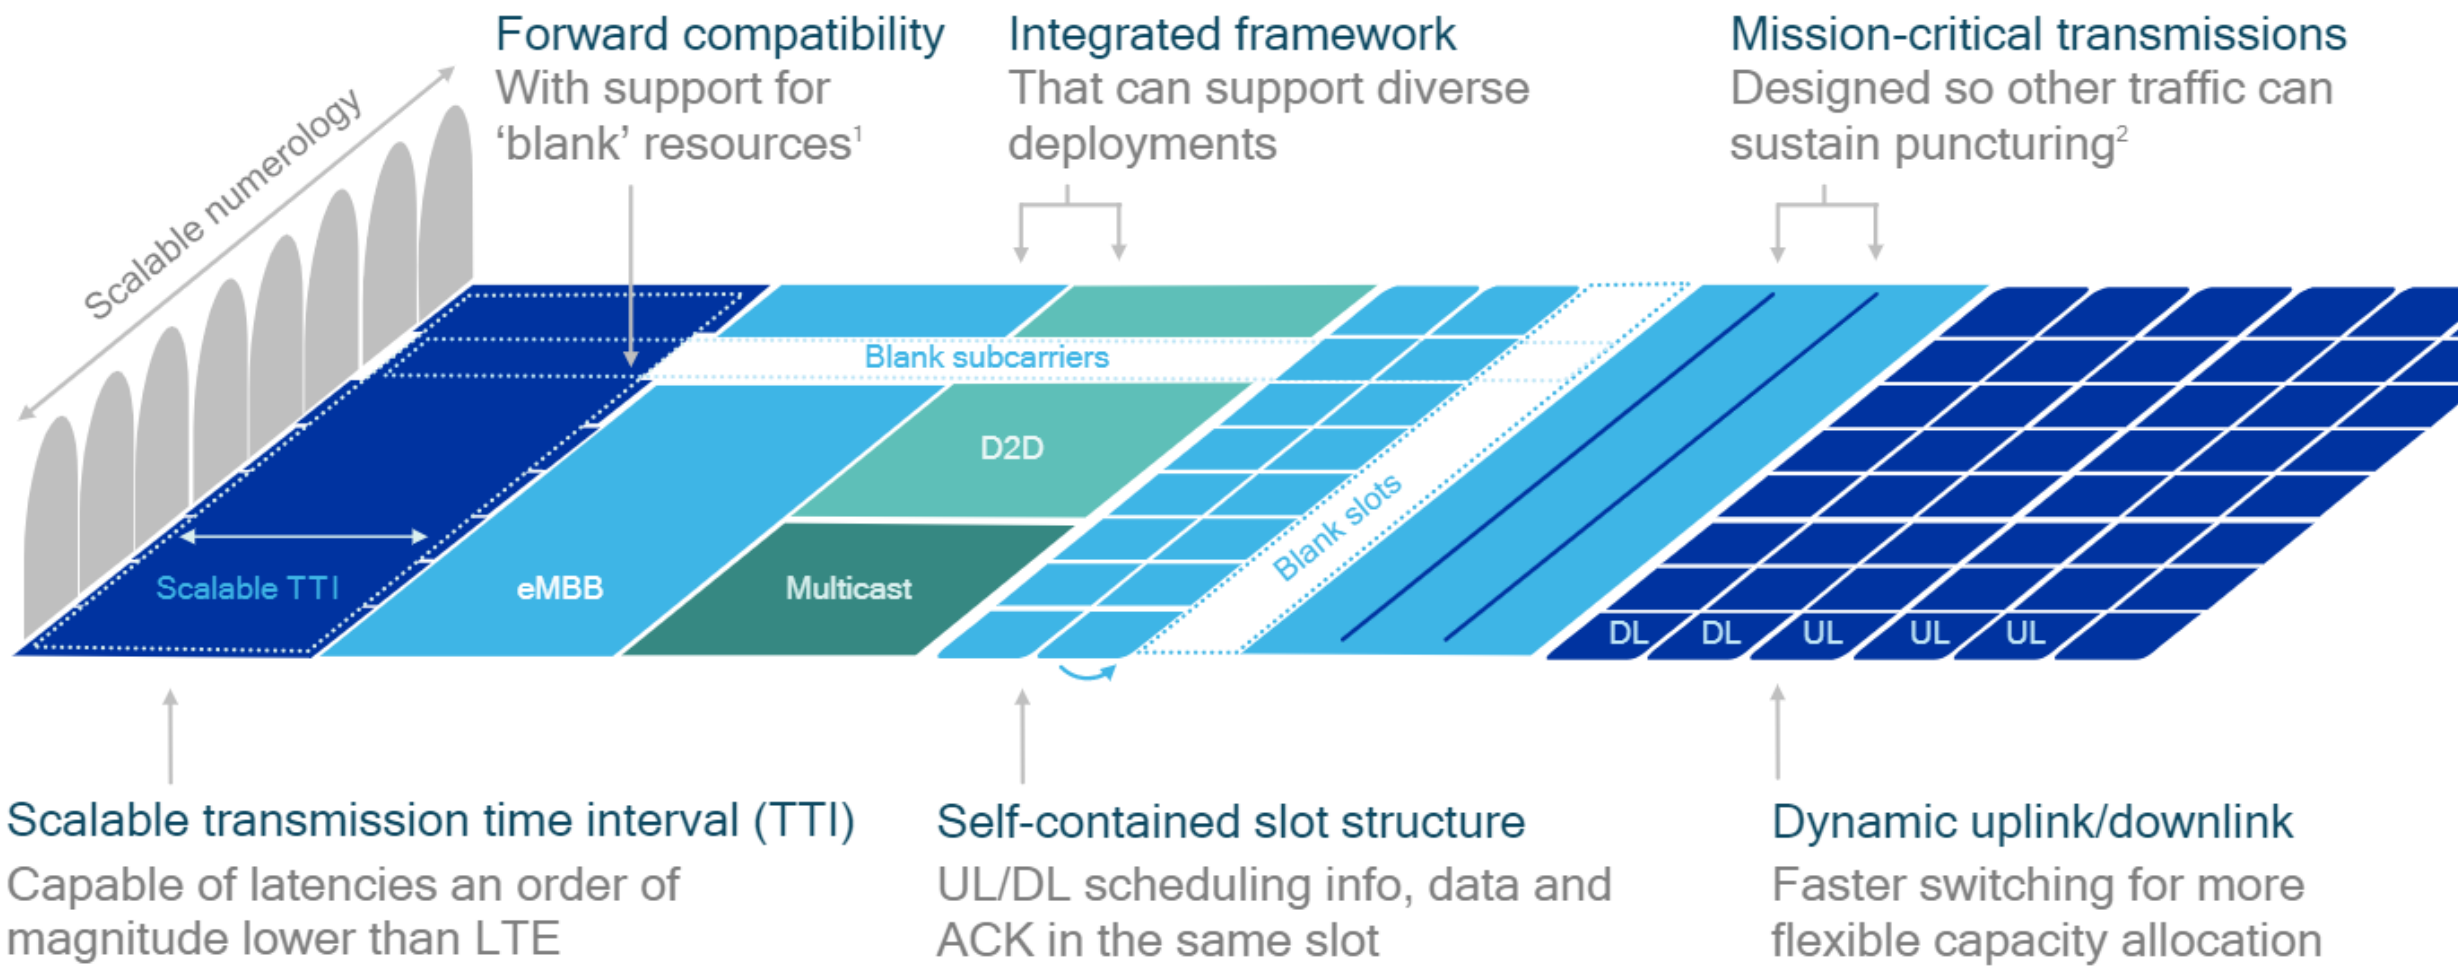 Forward compatibility
With support for
‘blank’ resources¹
Integrated framework
That can support diverse
deployments
Mission-critical transmissions
Designed so other traffic can
sustain puncturing²
Scalable numerology
Blank subcarriers
D2D
Blank slots
Scalable TTI
eMBB
Multicast
DL DL UL UL UL
Scalable transmission time interval (TTI)
Capable of latencies an order of
magnitude lower than LTE
Self-contained slot structure
UL/DL scheduling info, data and
ACK in the same slot
Dynamic uplink/downlink
Faster switching for more
flexible capacity allocation